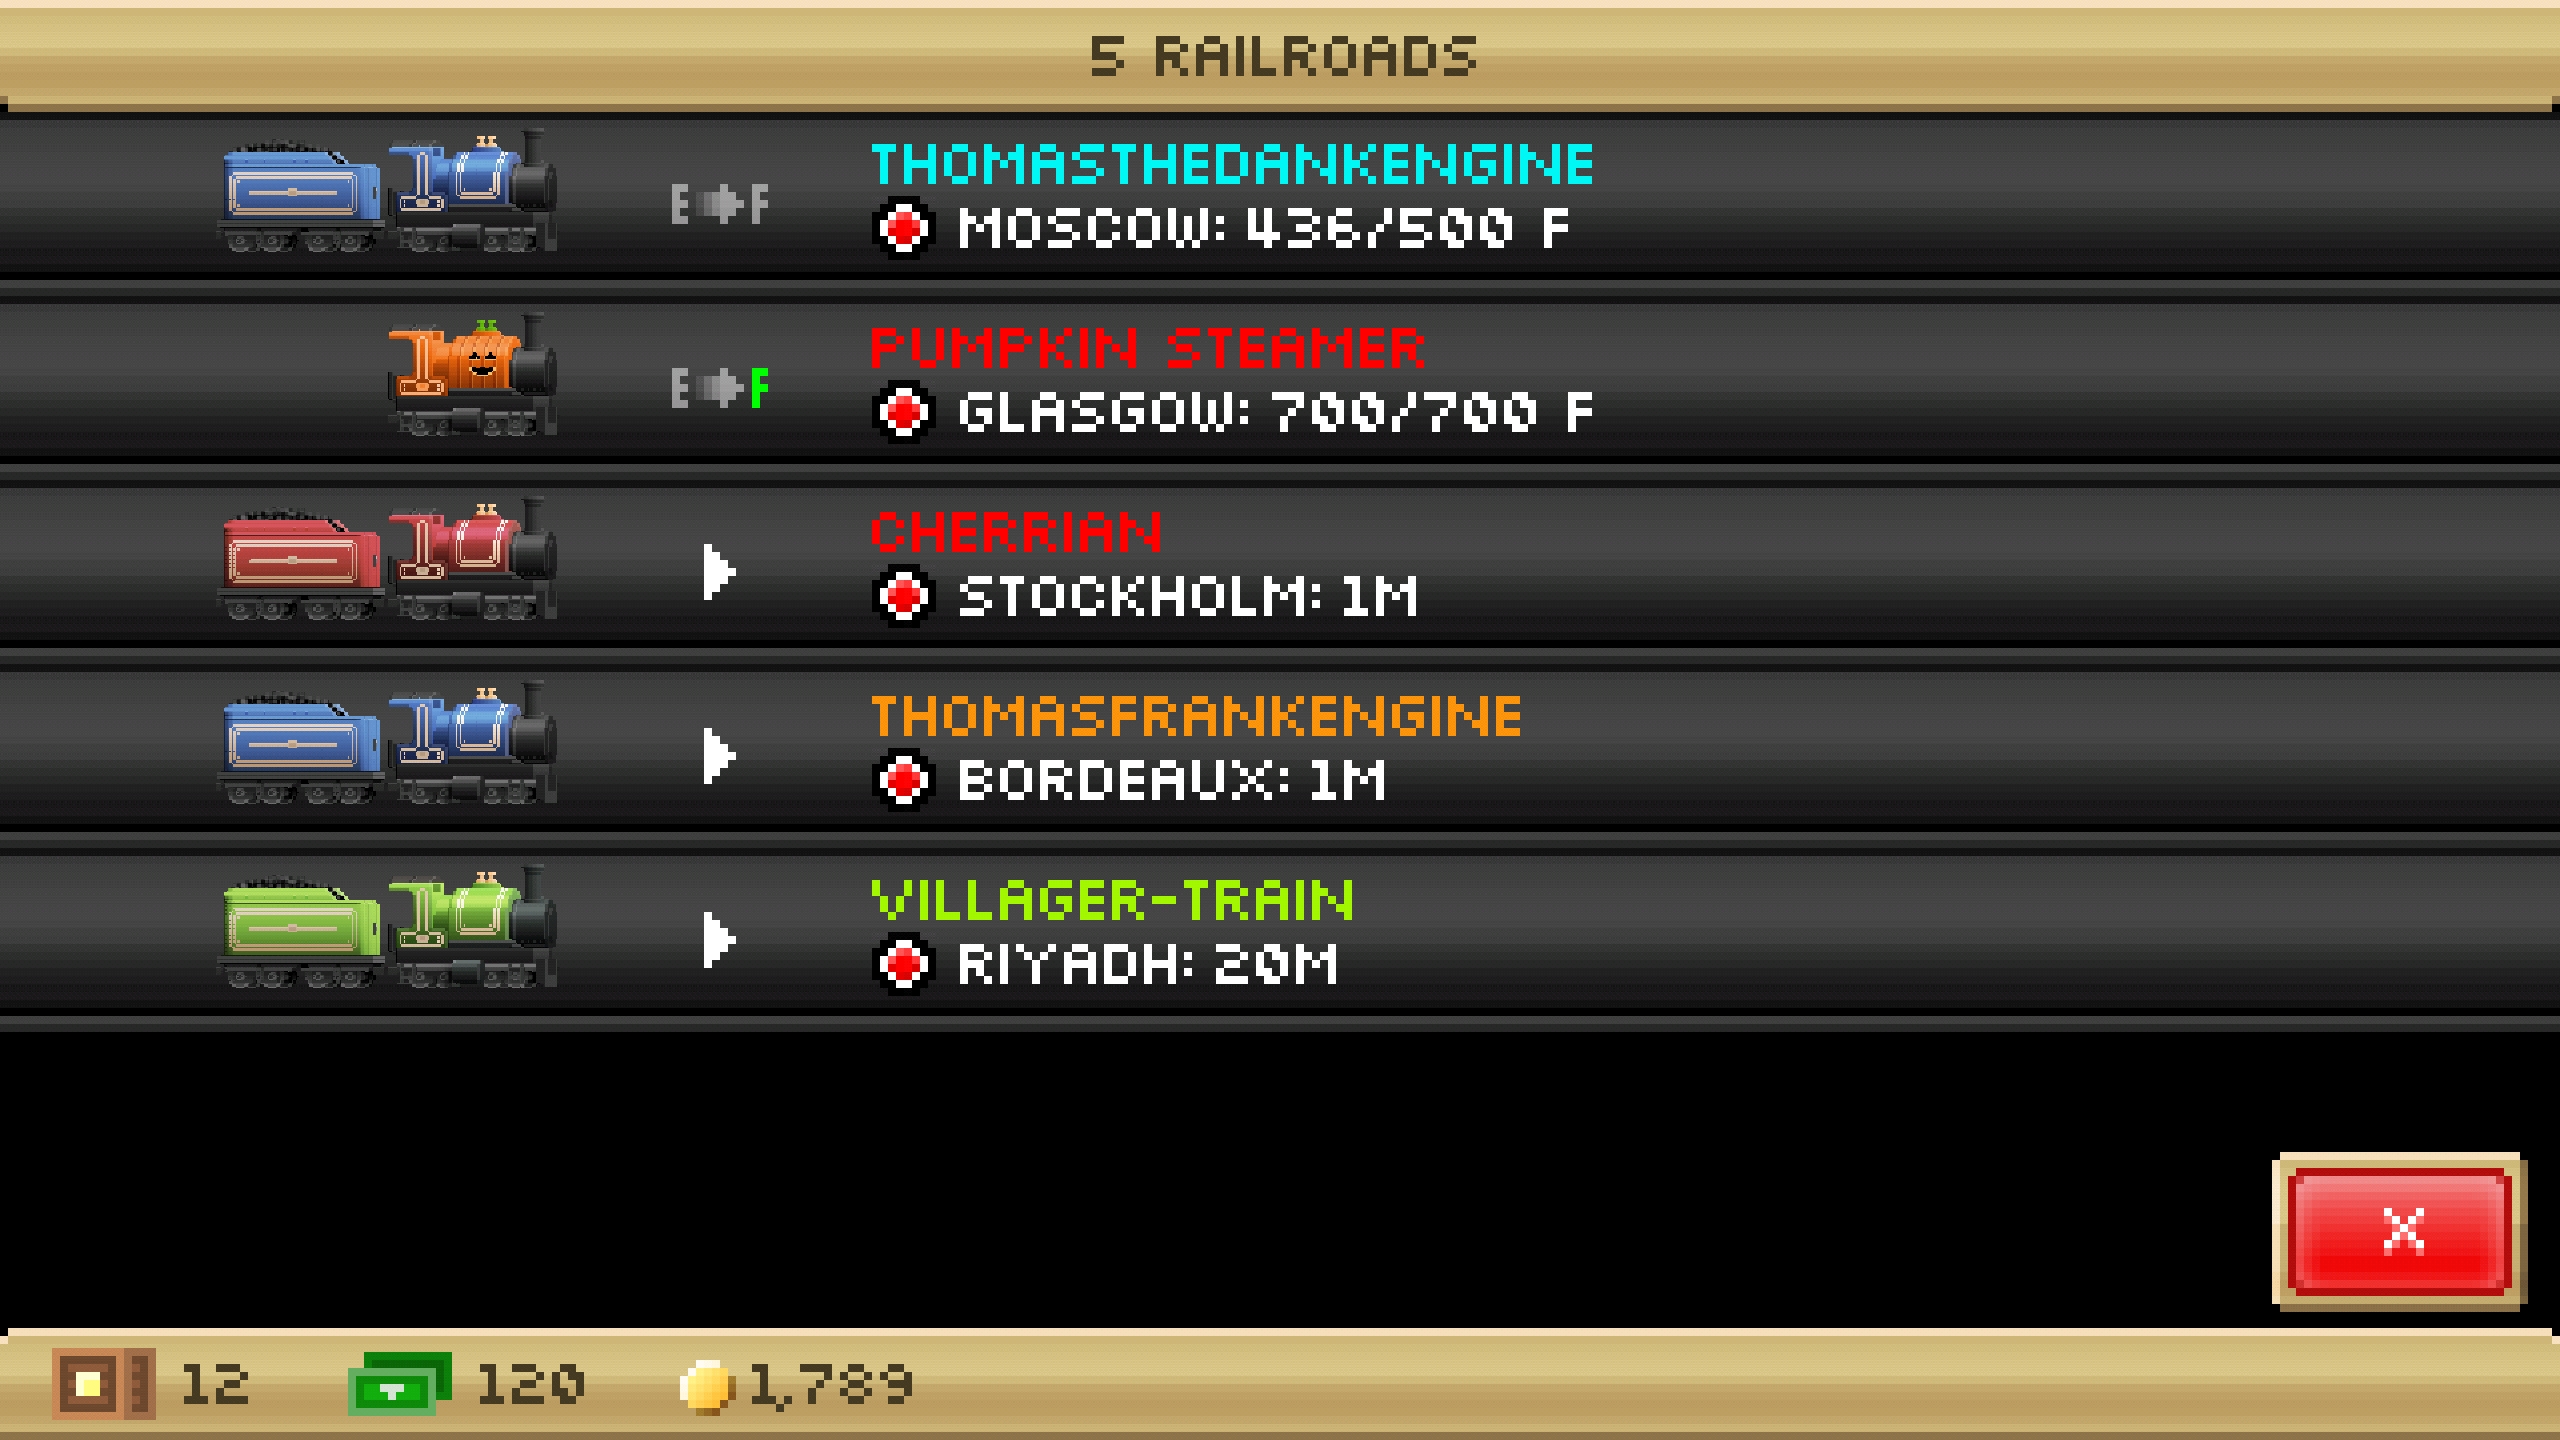 5 RAILROADS
THOMASTHEDANKENGINE
E F
MOSCOW: 436/500 F
PUMPKIN STEAMER
E F
GLASGOW: 700/700 F
CHERRIAN
STOCKHOLM: 1M
THOMASFRANKENGINE
BORDEAUX: 1M
VILLAGER-TRAIN
RIYADH: 20M
X
12 120 1,789